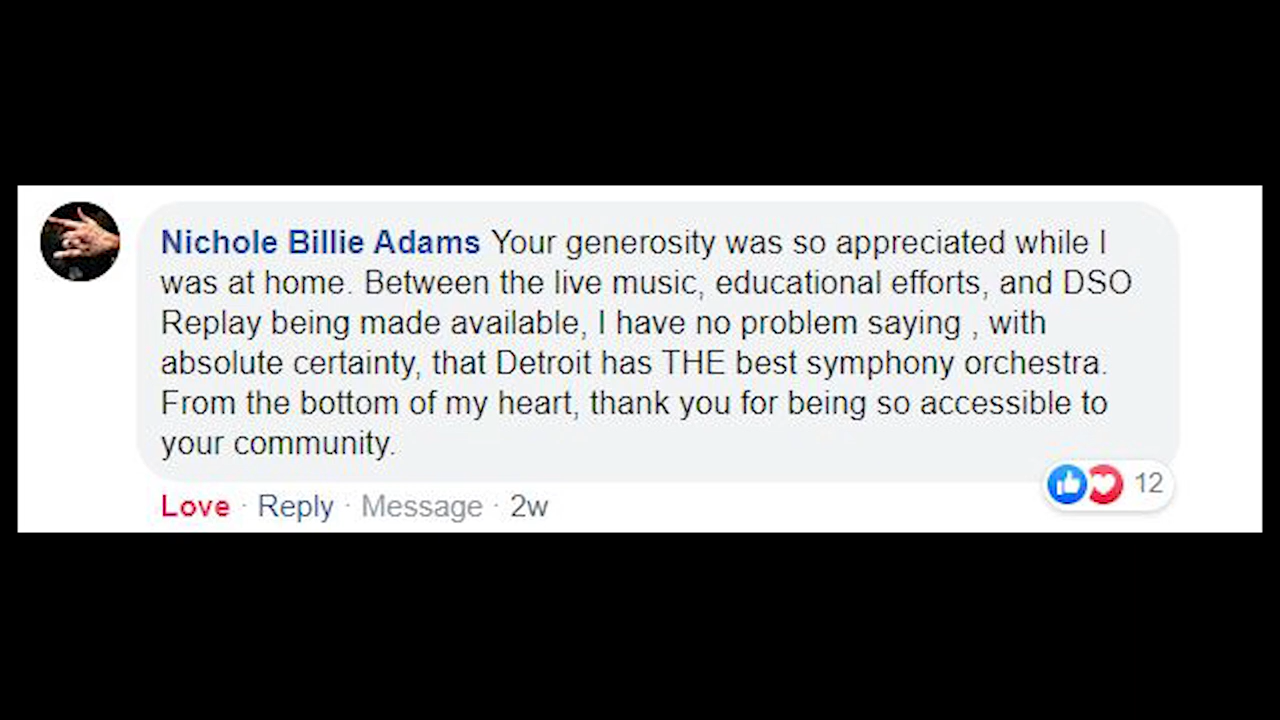 Nichole Billie Adams Your generosity was so appreciated while I
was at home. Between the live music, educational efforts, and DSO
Replay being made available, I have no problem saying , with
absolute certainty, that Detroit has THE best symphony orchestra.
From the bottom of my heart, thank you for being so accessible to
your community.
12
Love · Reply · Message · 2w